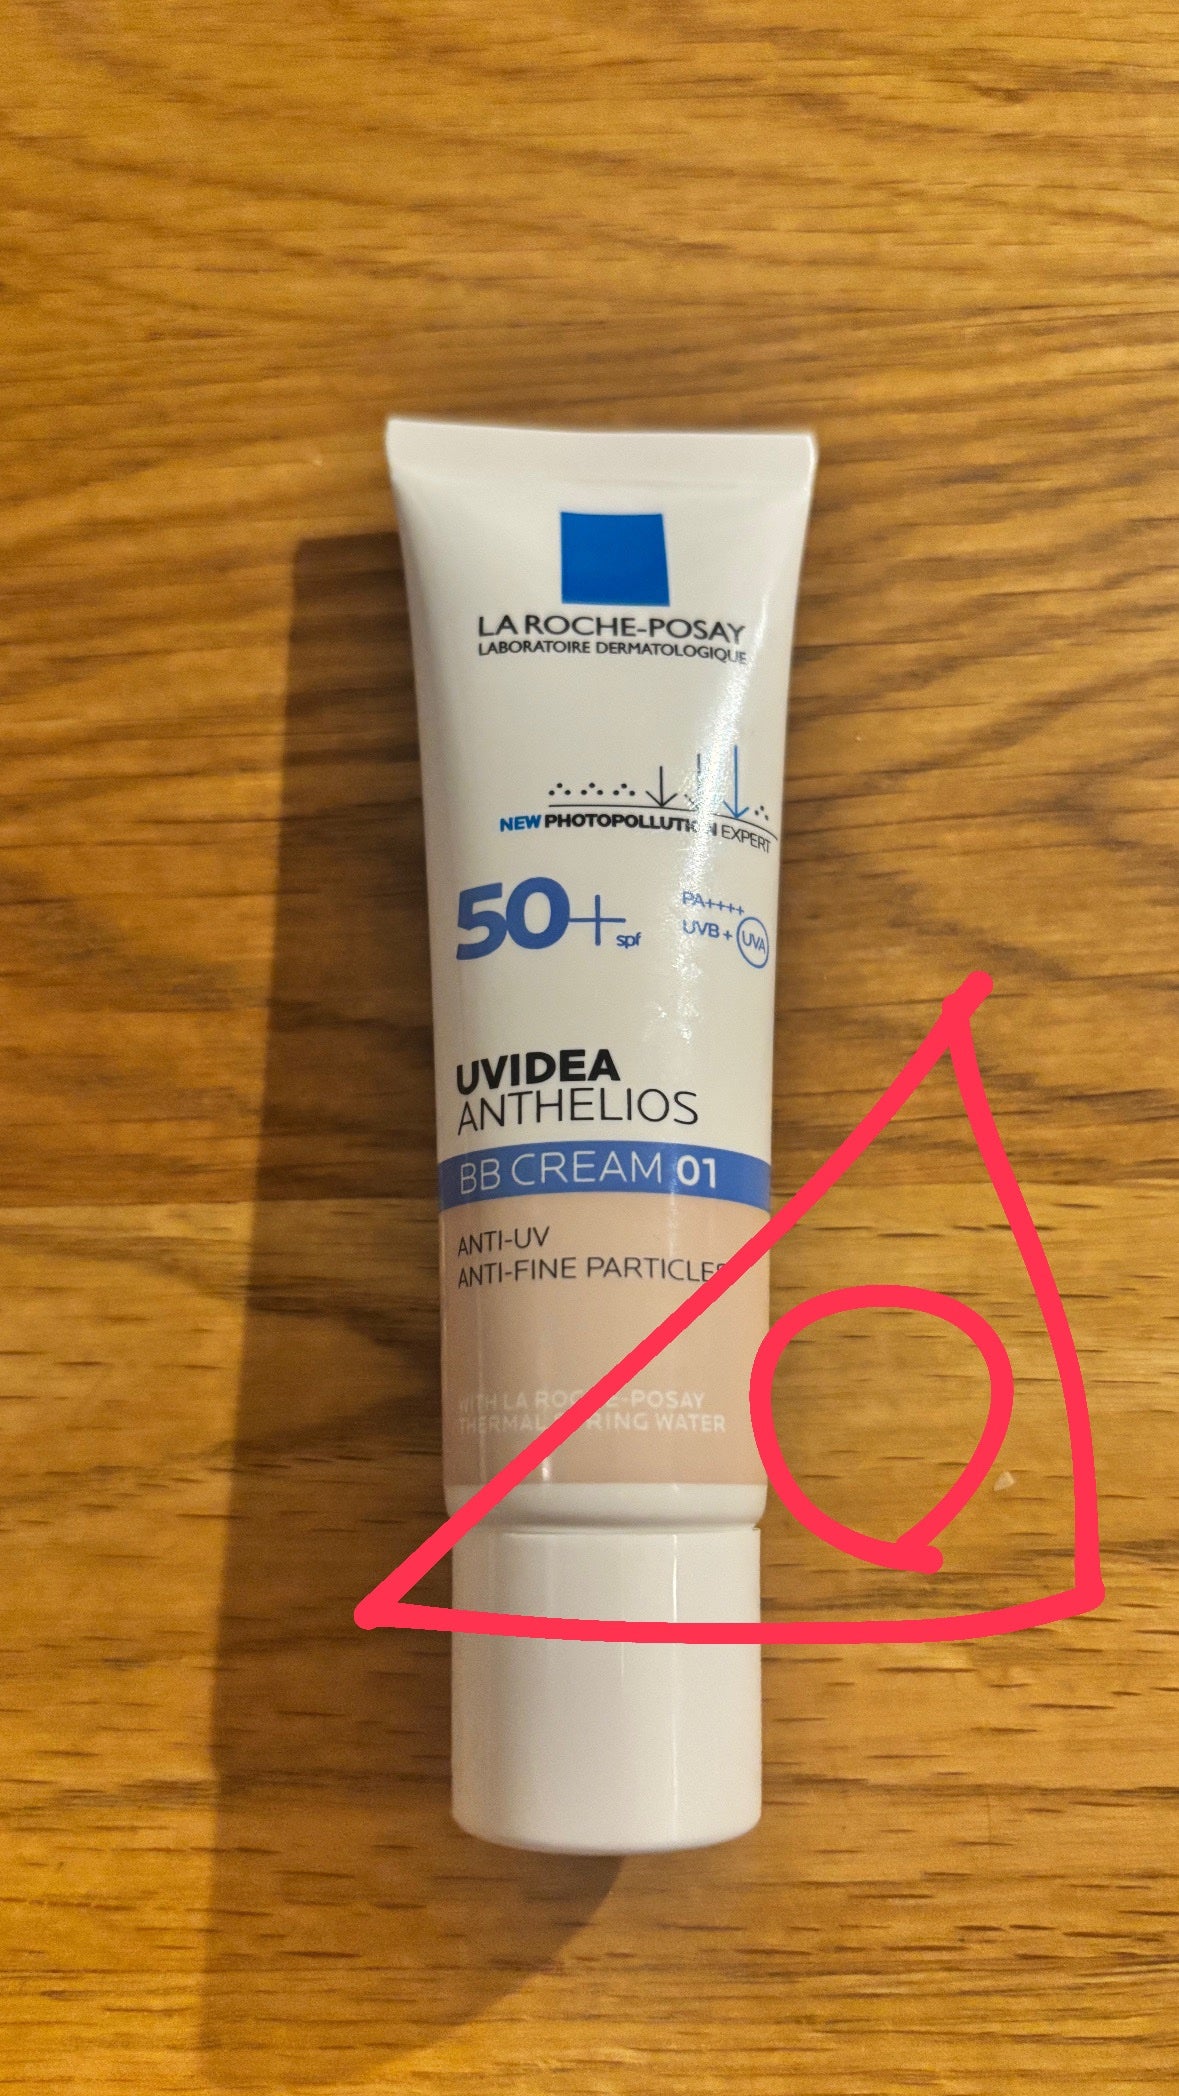 LA ROCHE-POSAY
LABORATOIRE DERMATOLOGIQUE
NEW PHOTOPOLLUTION EXPERT
50+ spf
PA++++
UVB + UVA
UVIDEA
ANTHELIOS
BB CREAM 01
ANTI-UV
ANTI-FINE PARTICLES
WITH LA ROCHE-POSAY
THERMAL SPRING WATER